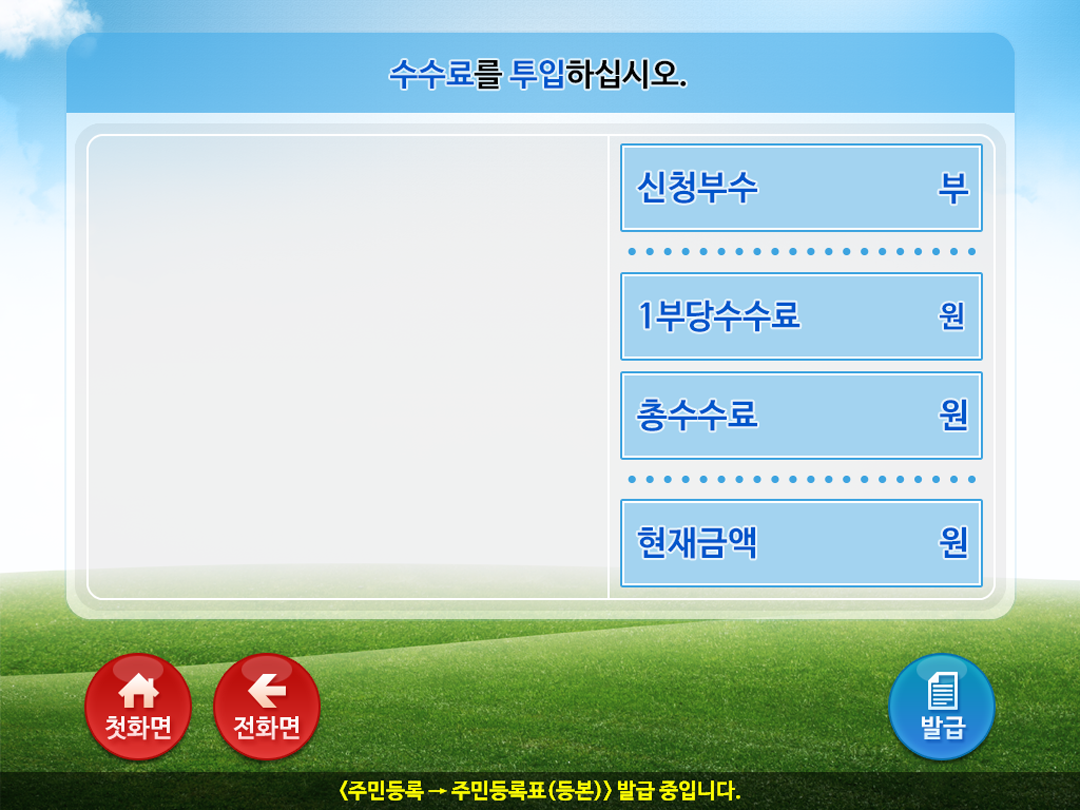 수수료를 투입하십시오.
신청부수 부
1부당수수료 원
총수수료 원
현재금액 원
첫화면 전화면 발급
《주민등록 → 주민등록표(등본)》 발급 중입니다.